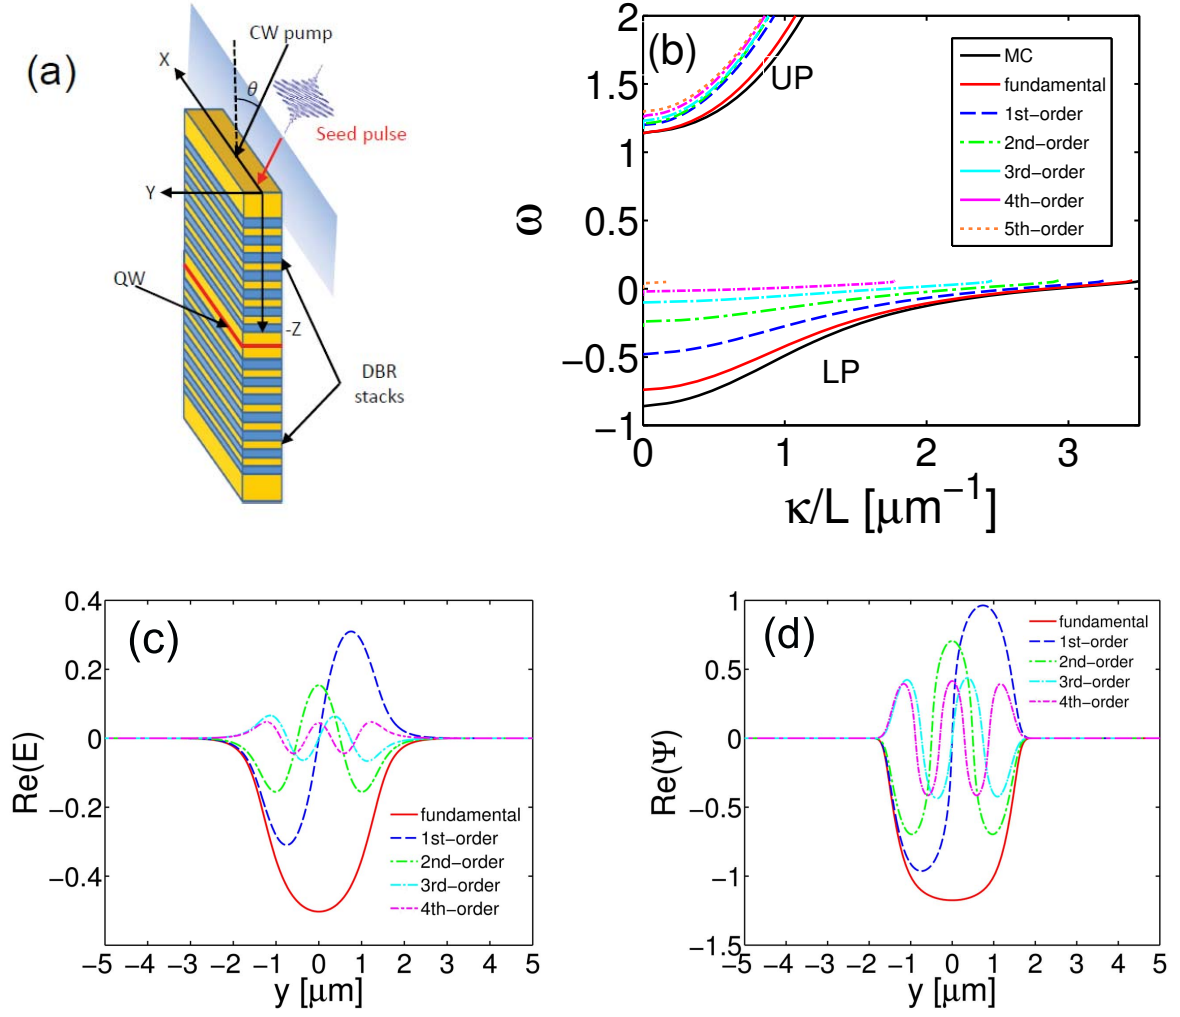 (a)
CW pump
X
θ
Seed pulse
Y
QW
-Z
DBR
stacks
(b)
UP
LP
MC
fundamental
1st−order
2nd−order
3rd−order
4th−order
5th−order
2
1.5
1
0.5
0
−0.5
−1
ω
0 1 2 3
κ/L [μm⁻¹]
(c)
0.4
0.2
0
−0.2
−0.4
Re(E)
fundamental
1st−order
2nd−order
3rd−order
4th−order
−5 −4 −3 −2 −1 0 1 2 3 4 5
y [μm]
(d)
1
0.5
0
−0.5
−1
−1.5
Re(Ψ)
fundamental
1st−order
2nd−order
3rd−order
4th−order
−5 −4 −3 −2 −1 0 1 2 3 4 5
y [μm]